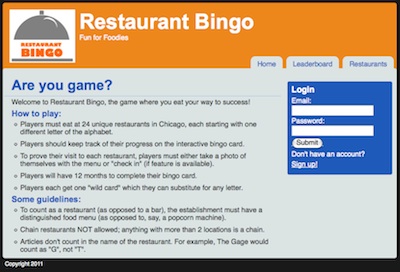 RESTAURANT
BINGO
Restaurant Bingo
Fun for Foodies
Home
Leaderboard
Restaurants
Are you game?
Welcome to Restaurant Bingo, the game where you eat your way to success!
How to play:
Players must eat at 24 unique restaurants in Chicago, each starting with one
different letter of the alphabet.
Players should keep track of their progress on the interactive bingo card.
To prove their visit to each restaurant, players must either take a photo of
themselves with the menu or "check in" (if feature is available).
Players will have 12 months to complete their bingo card.
Players each get one "wild card" which they can substitute for any letter.
Some guidelines:
To count as a restaurant (as opposed to a bar), the establishment must have a
distinguished food menu (as opposed to, say, a popcorn machine).
Chain restaurants NOT allowed; anything with more than 2 locations is a chain.
Articles don't count in the name of the restaurant. For example, The Gage would
count as "G", not "T".
Login
Email:
Password:
Submit
Don't have an account?
Sign up!
Copyright 2011